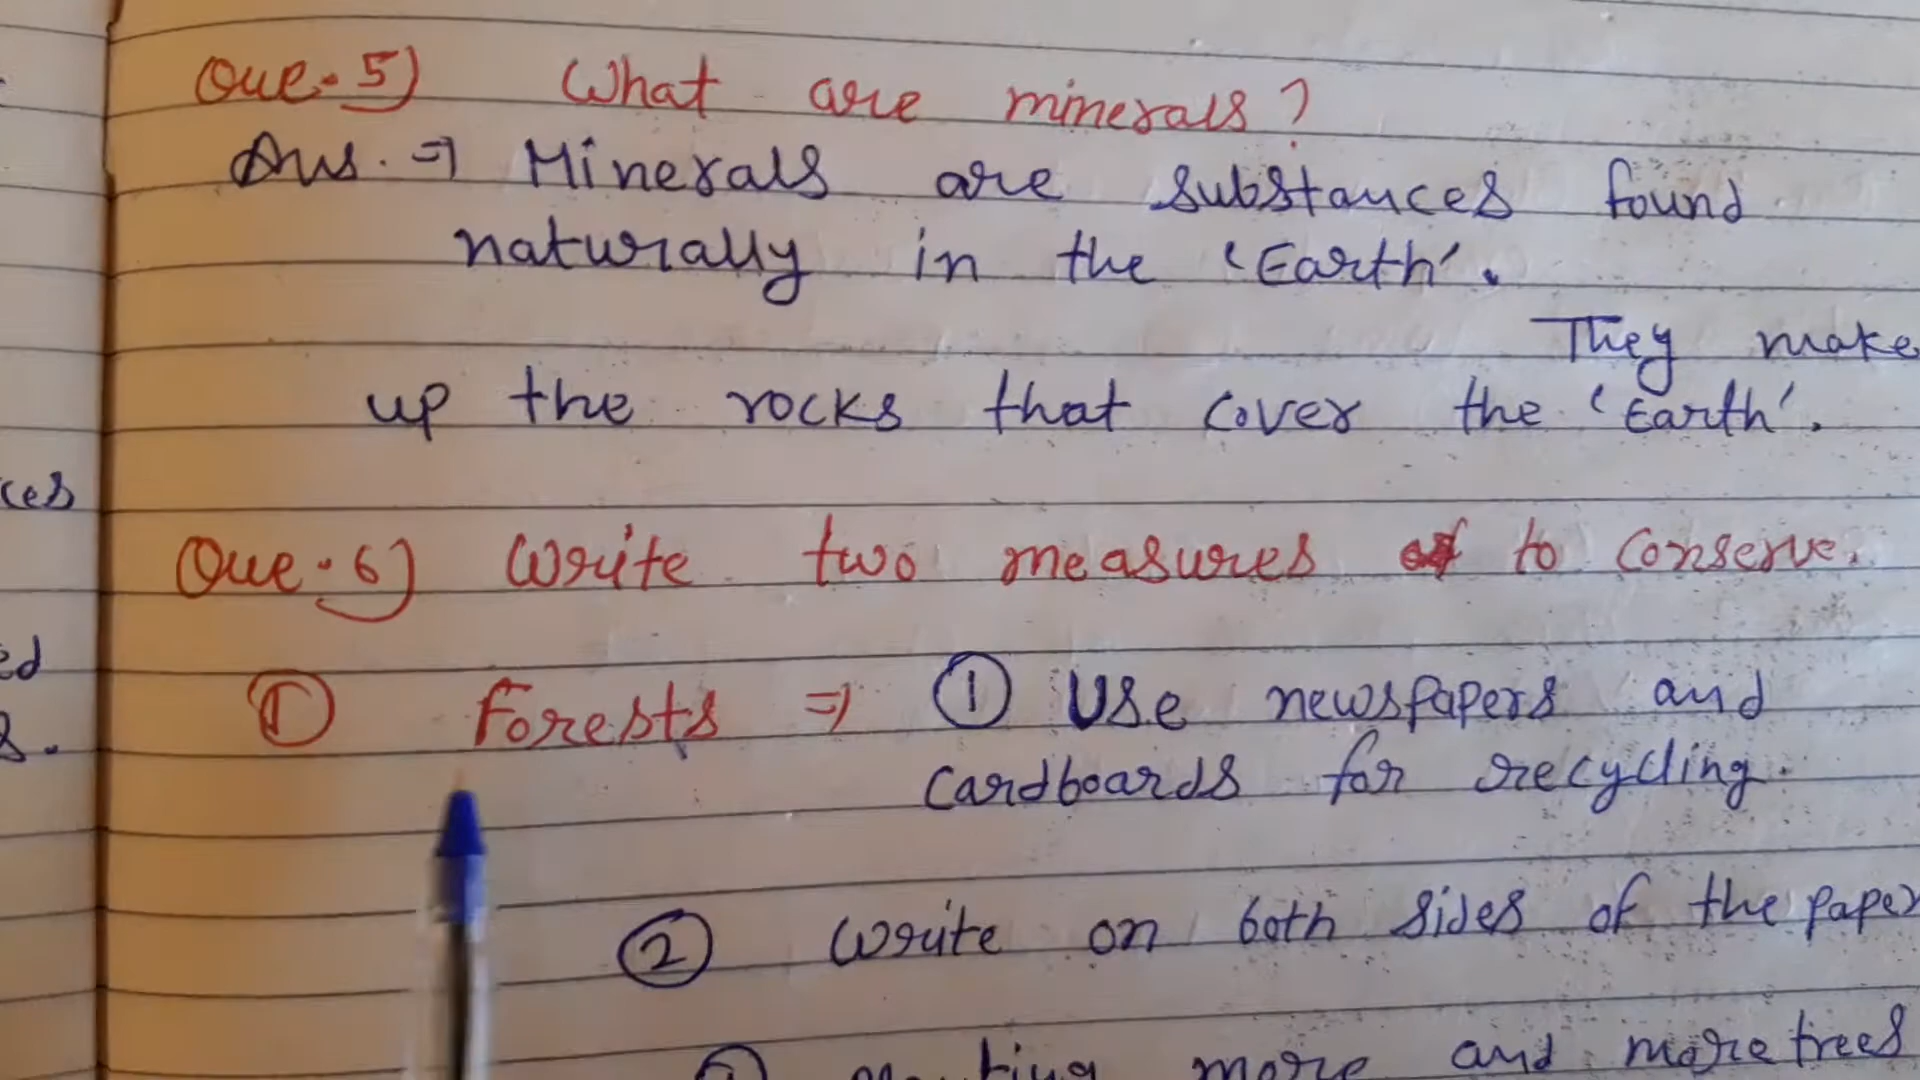 Que.5) What are minerals?
Ans. ⇒ Minerals are substances found
naturally in the 'Earth'.
They make
up the rocks that cover the 'Earth'.
ces
Que.6) Write two measures to conserve.
ed
① Forests ⇒ ① Use newspapers and
s.
cardboards for recycling.
② Write on both sides of the paper
more and more trees